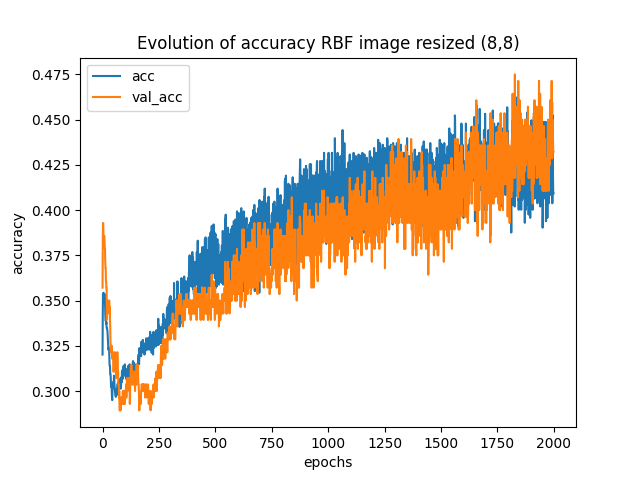 Evolution of accuracy RBF image resized (8,8)
acc
val_acc
0.475
0.450
0.425
0.400
0.375
0.350
0.325
0.300
accuracy
0 250 500 750 1000 1250 1500 1750 2000
epochs